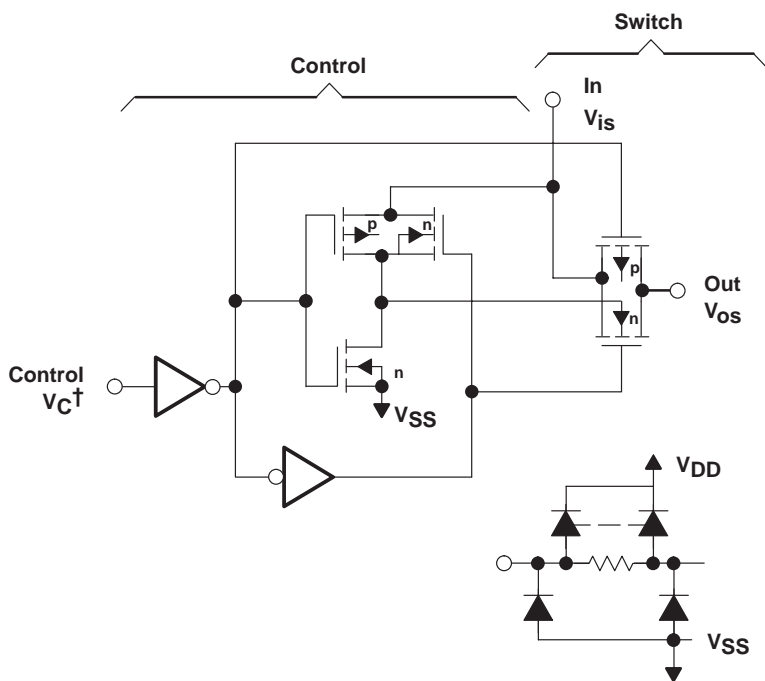 Switch
Control
In
Vis
p
n
p
Out
Vos
n
Control
VC†
n
VSS
VDD
VSS